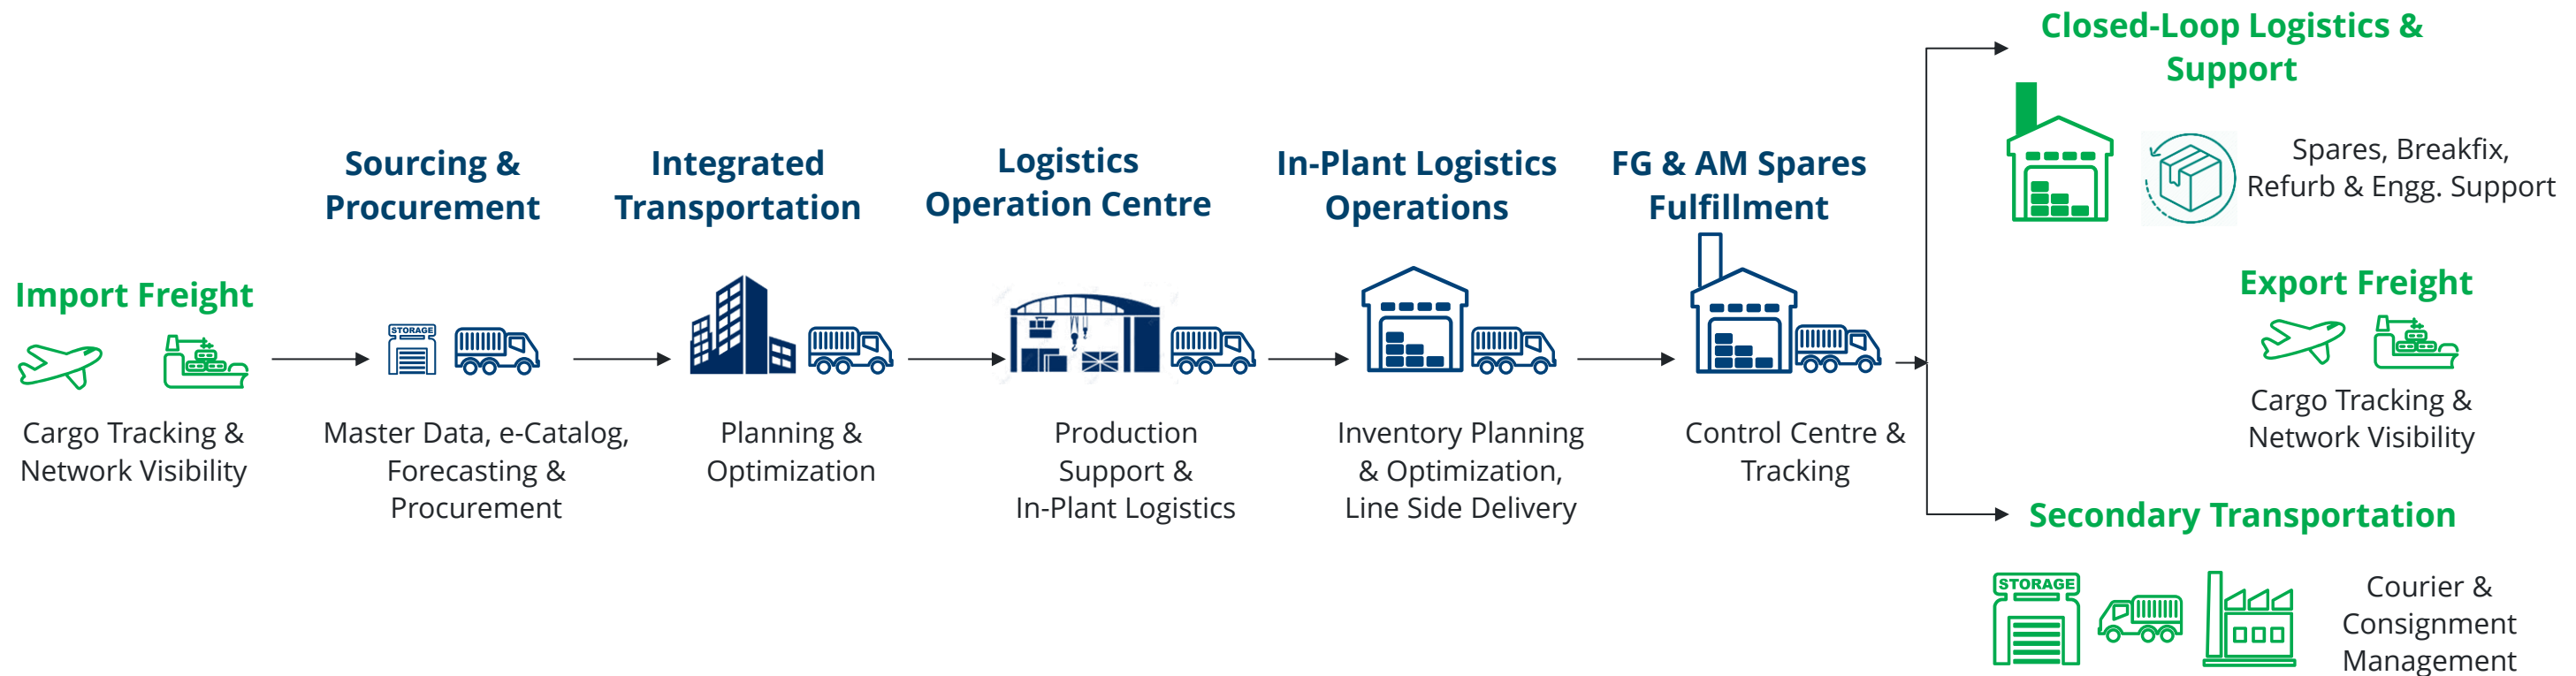 Import Freight
Cargo Tracking &
Network Visibility
Sourcing &
Procurement
STORAGE
Master Data, e-Catalog,
Forecasting &
Procurement
Integrated
Transportation
Planning &
Optimization
Logistics
Operation Centre
Production
Support &
In-Plant Logistics
In-Plant Logistics
Operations
Inventory Planning
& Optimization,
Line Side Delivery
FG & AM Spares
Fulfillment
Control Centre &
Tracking
Closed-Loop Logistics &
Support
Spares, Breakfix,
Refurb & Engg. Support
Export Freight
Cargo Tracking &
Network Visibility
Secondary Transportation
STORAGE
Courier &
Consignment
Management